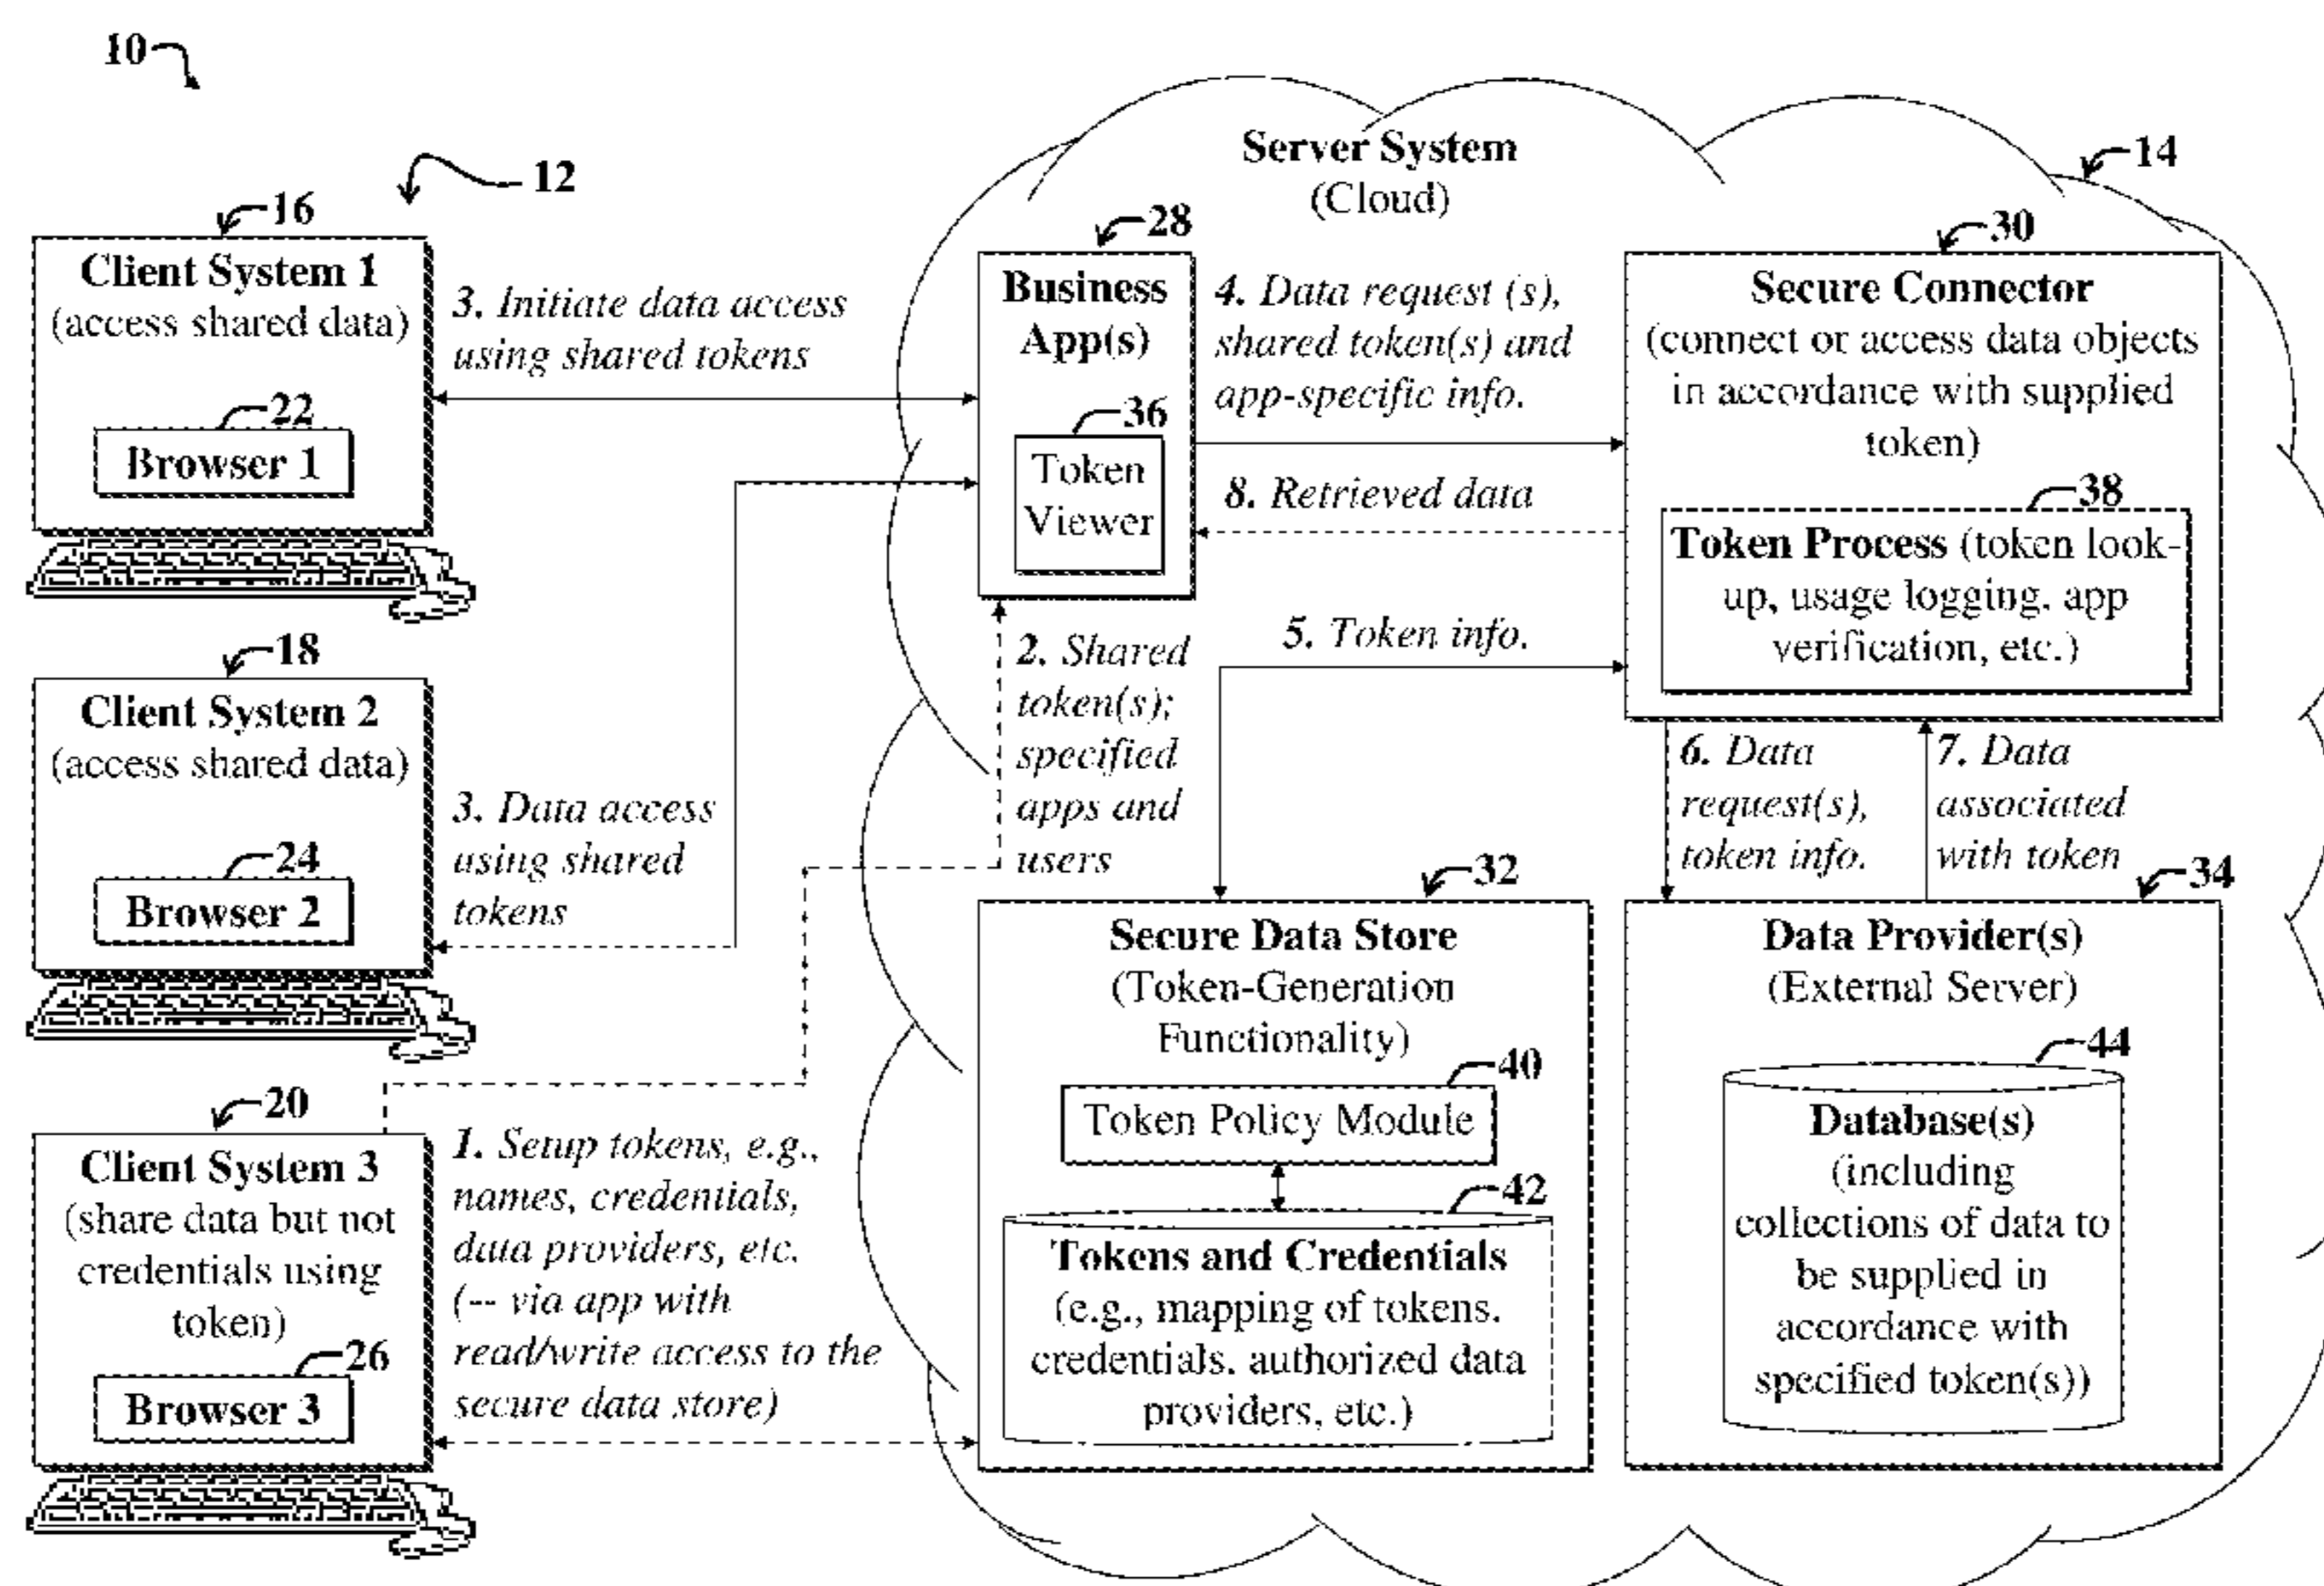 10
12
14
16
Client System 1
(access shared data)
22
Browser 1
3. Initiate data access
using shared tokens
18
Client System 2
(access shared data)
24
Browser 2
3. Data access
using shared
tokens
20
Client System 3
(share data but not
credentials using
token)
26
Browser 3
1. Setup tokens, e.g.,
names, credentials,
data providers, etc.
(-- via app with
read/write access to the
secure data store)
Server System
(Cloud)
28
Business
App(s)
36
Token
Viewer
2. Shared
token(s);
specified
apps and
users
4. Data request (s),
shared token(s) and
app-specific info.
8. Retrieved data
5. Token info.
30
Secure Connector
(connect or access data objects
in accordance with supplied
token)
38
Token Process (token look-
up, usage logging, app
verification, etc.)
6. Data
request(s),
token info.
7. Data
associated
with token
32
Secure Data Store
(Token-Generation
Functionality)
40
Token Policy Module
42
Tokens and Credentials
(e.g., mapping of tokens,
credentials, authorized data
providers, etc.)
34
Data Provider(s)
(External Server)
44
Database(s)
(including
collections of data to
be supplied in
accordance with
specified token(s))